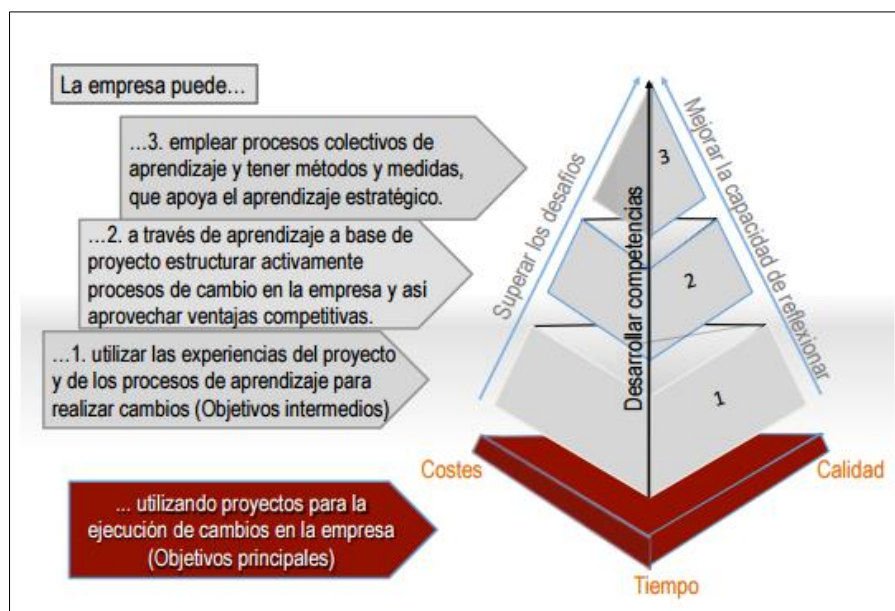 La empresa puede…
…3. emplear procesos colectivos de
aprendizaje y tener métodos y medidas,
que apoya el aprendizaje estratégico.
…2. a través de aprendizaje a base de
proyecto estructurar activamente
procesos de cambio en la empresa y así
aprovechar ventajas competitivas.
…1. utilizar las experiencias del proyecto
y de los procesos de aprendizaje para
realizar cambios (Objetivos intermedios)
... utilizando proyectos para la
ejecución de cambios en la empresa
(Objetivos principales)
Superar los desafíos
Desarrollar competencias
Mejorar la capacidad de reflexionar
3
2
1
Costes
Calidad
Tiempo